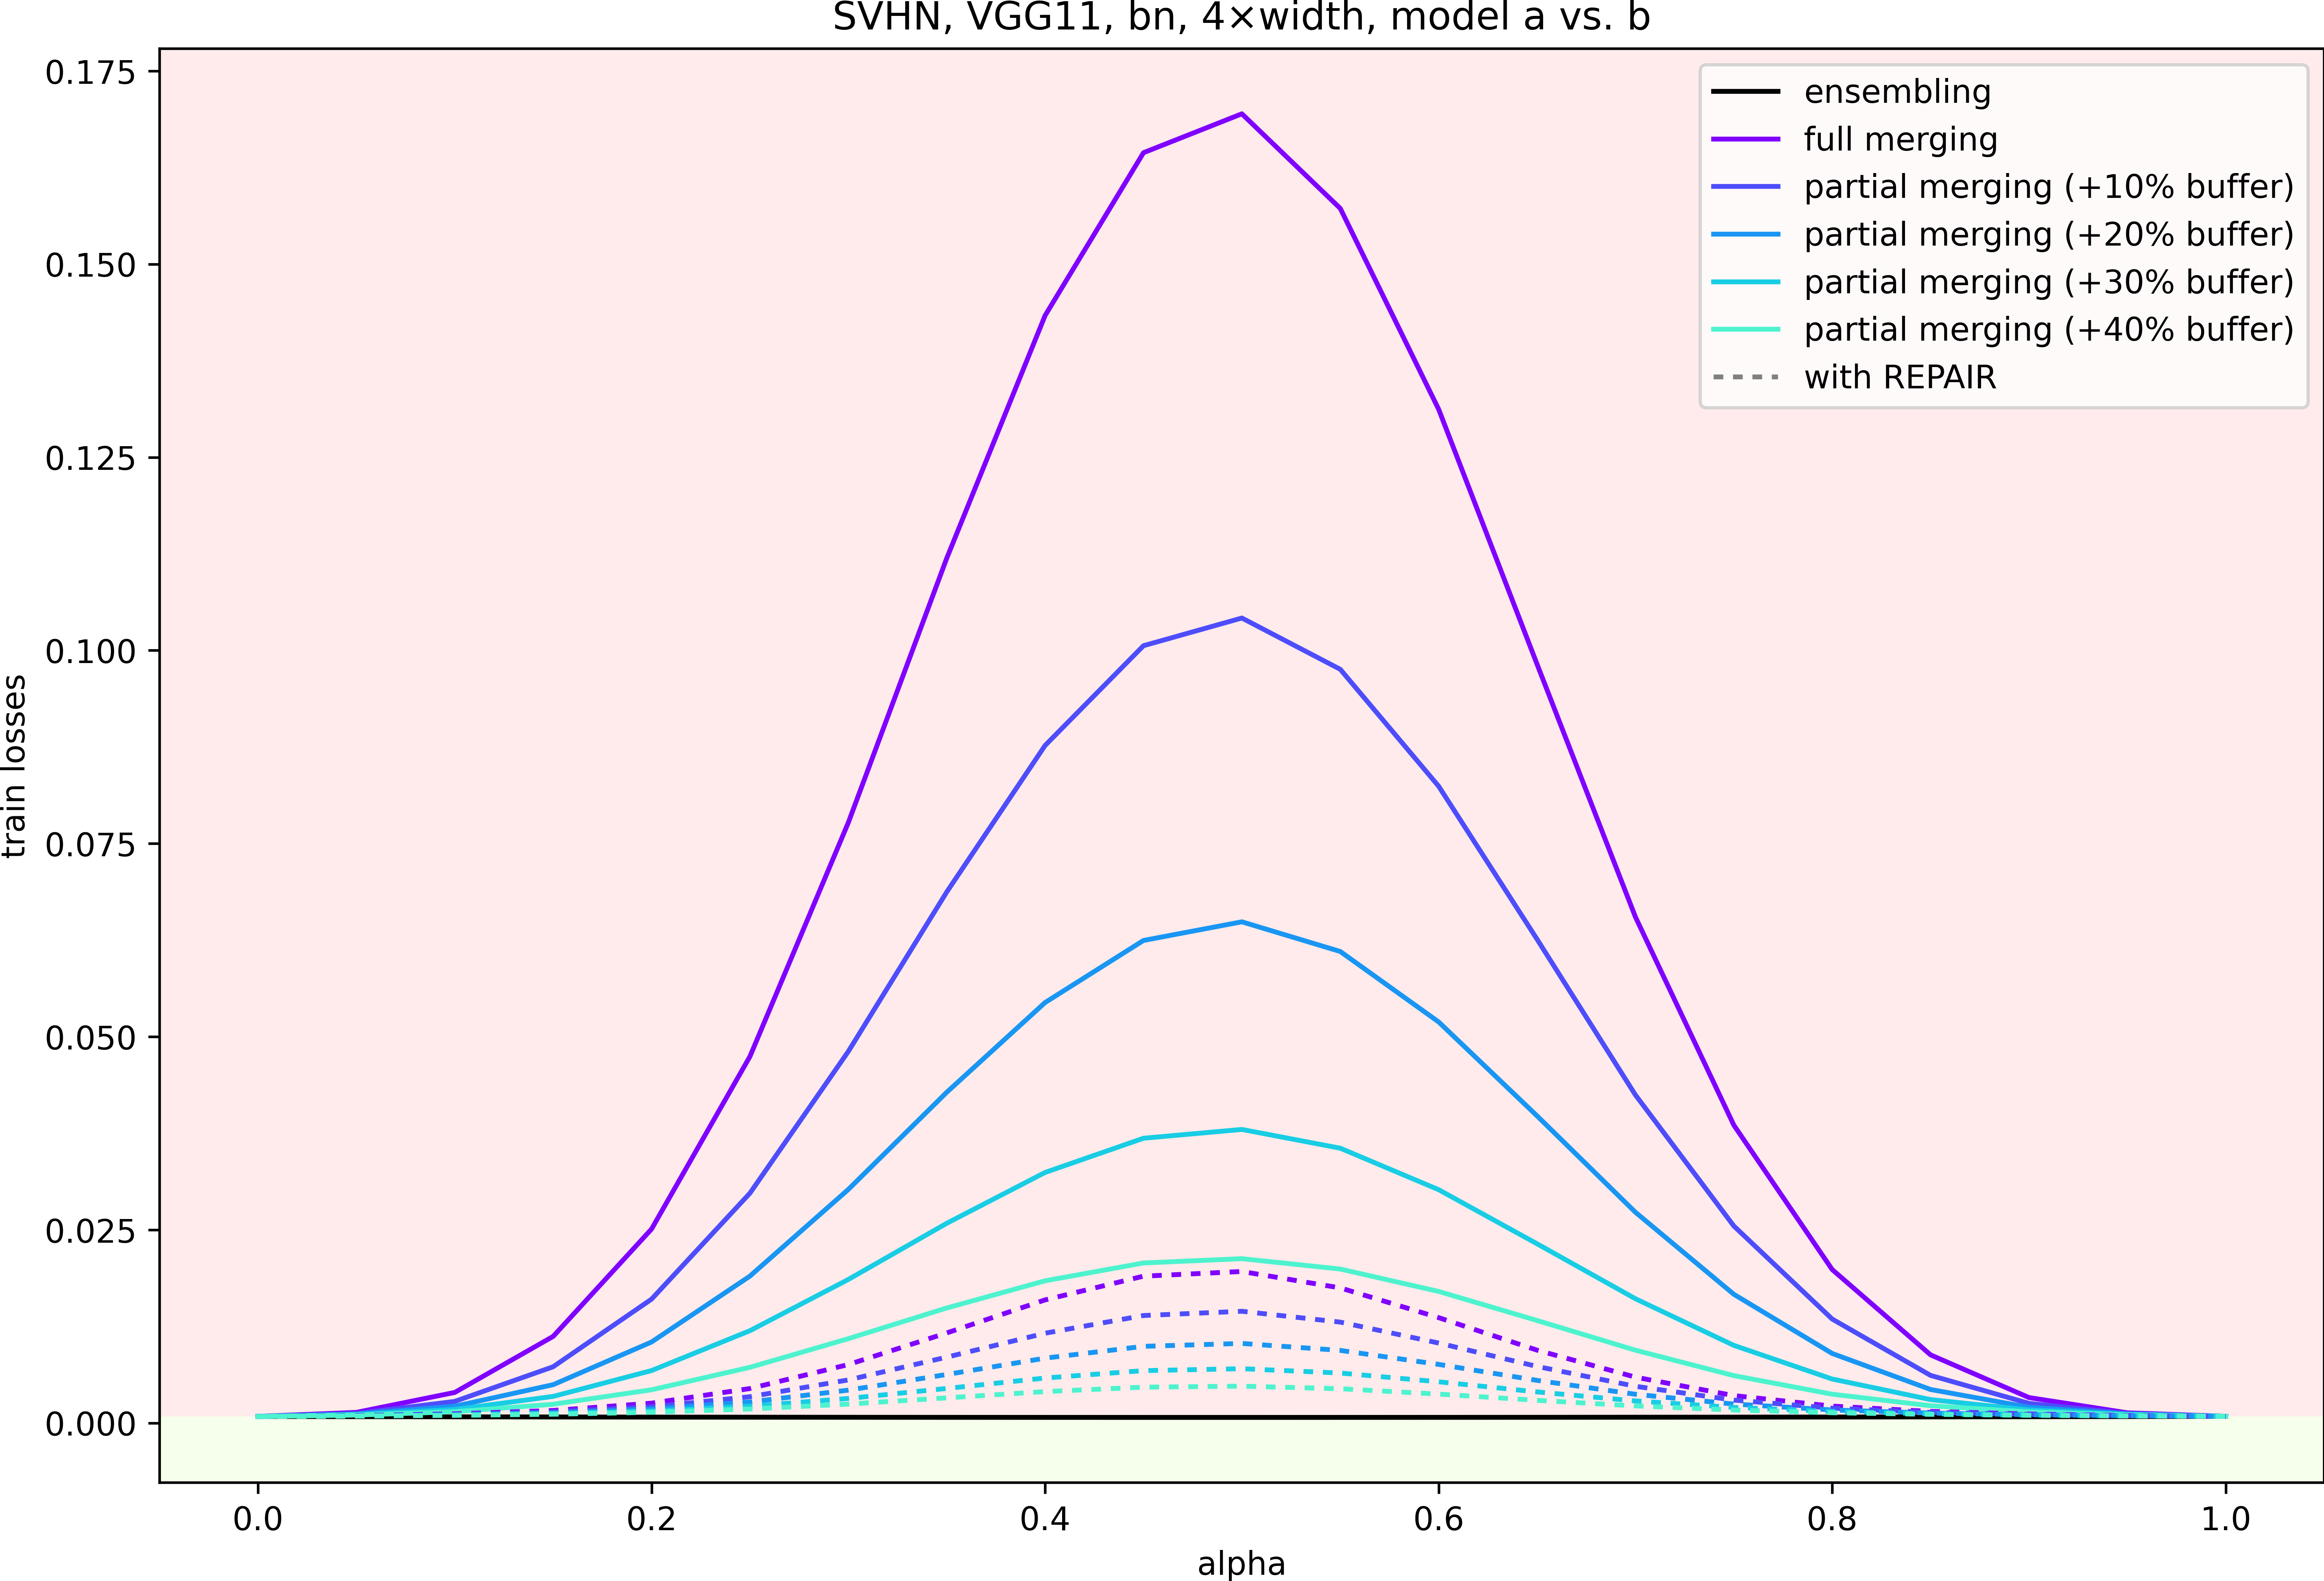 SVHN, VGG11, bn, 4×width, model a vs. b
0.175
0.150
0.125
0.100
0.075
0.050
0.025
0.000
train losses
ensembling
full merging
partial merging (+10% buffer)
partial merging (+20% buffer)
partial merging (+30% buffer)
partial merging (+40% buffer)
with REPAIR
0.0 0.2 0.4 0.6 0.8 1.0
alpha